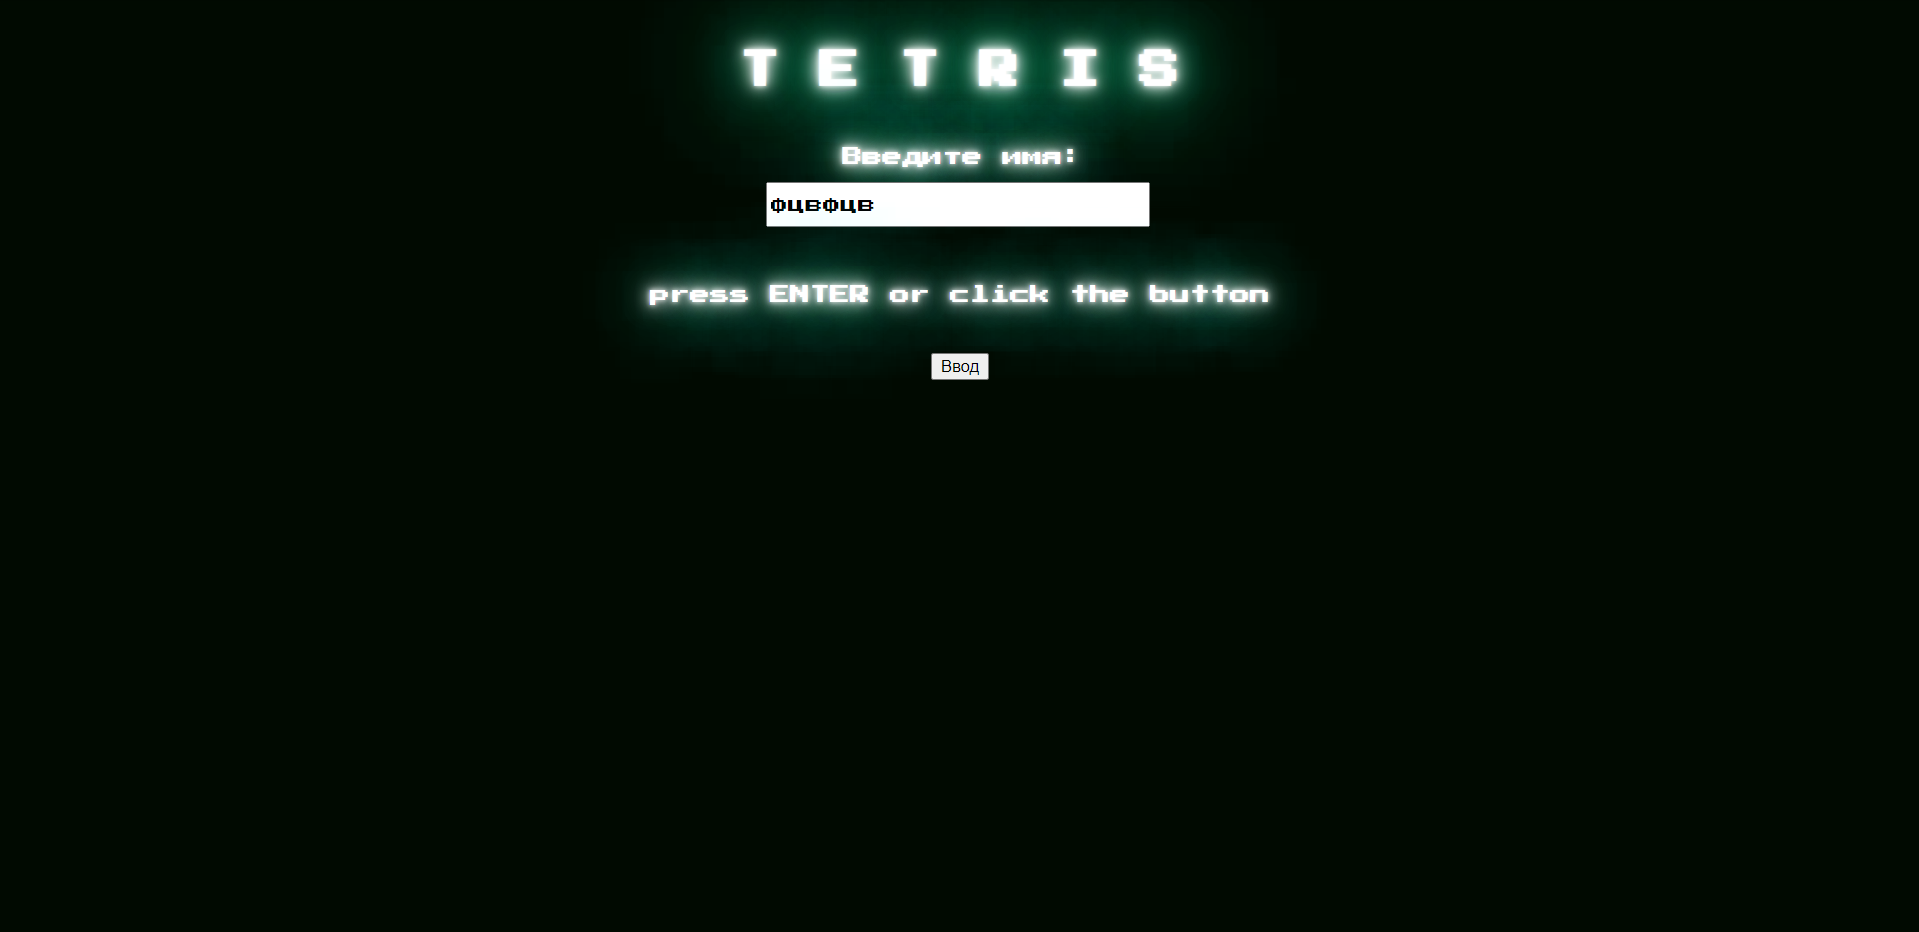 T E T R I S
Введите имя:
фцвфцв
press ENTER or click the button
Ввод